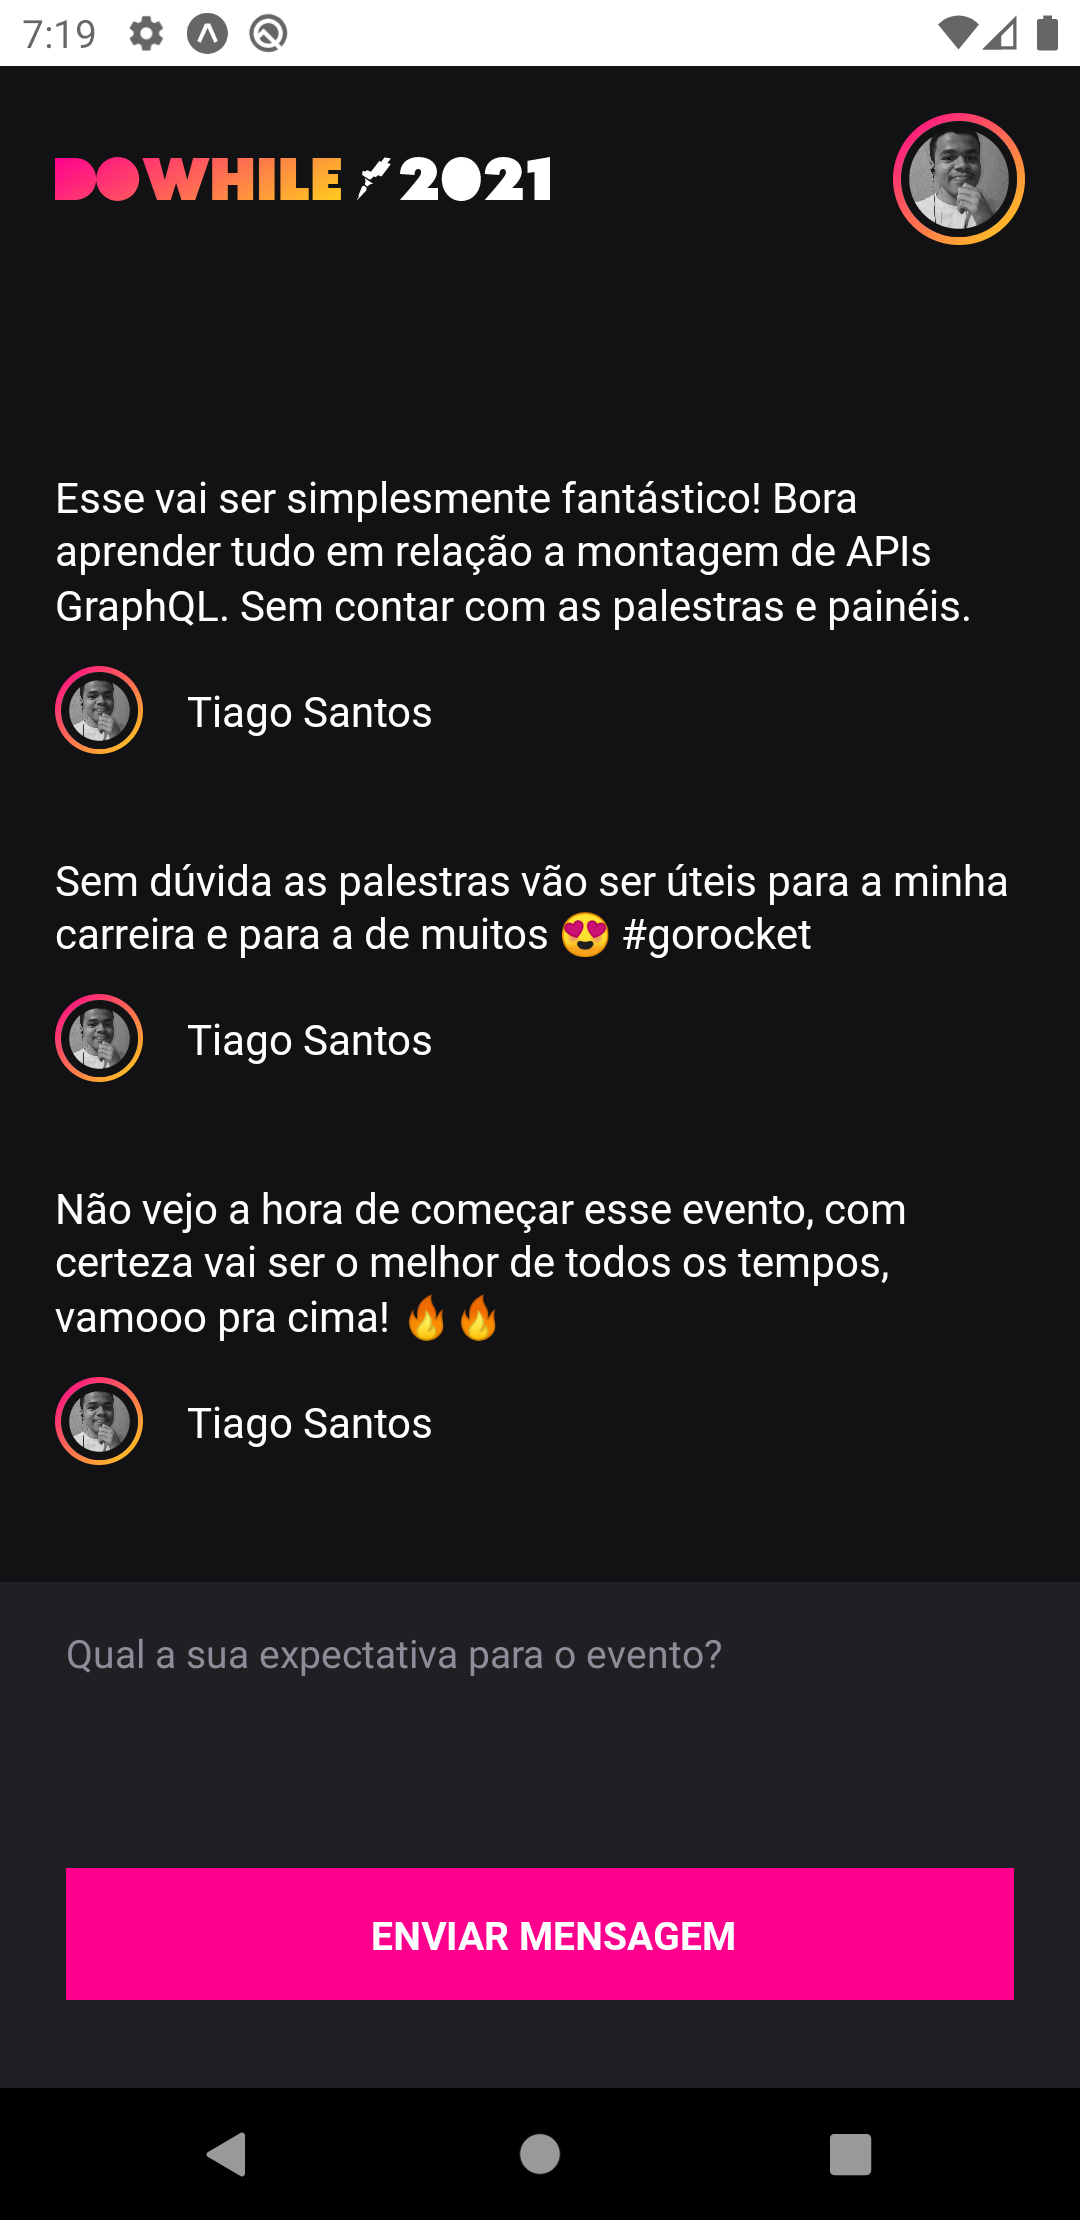 7:19
DOWHILE 2021
Esse vai ser simplesmente fantástico! Bora
aprender tudo em relação a montagem de APIs
GraphQL. Sem contar com as palestras e painéis.
Tiago Santos
Sem dúvida as palestras vão ser úteis para a minha
carreira e para a de muitos 😍 #gorocket
Tiago Santos
Não vejo a hora de começar esse evento, com
certeza vai ser o melhor de todos os tempos,
vamooo pra cima! 🔥🔥
Tiago Santos
Qual a sua expectativa para o evento?
ENVIAR MENSAGEM